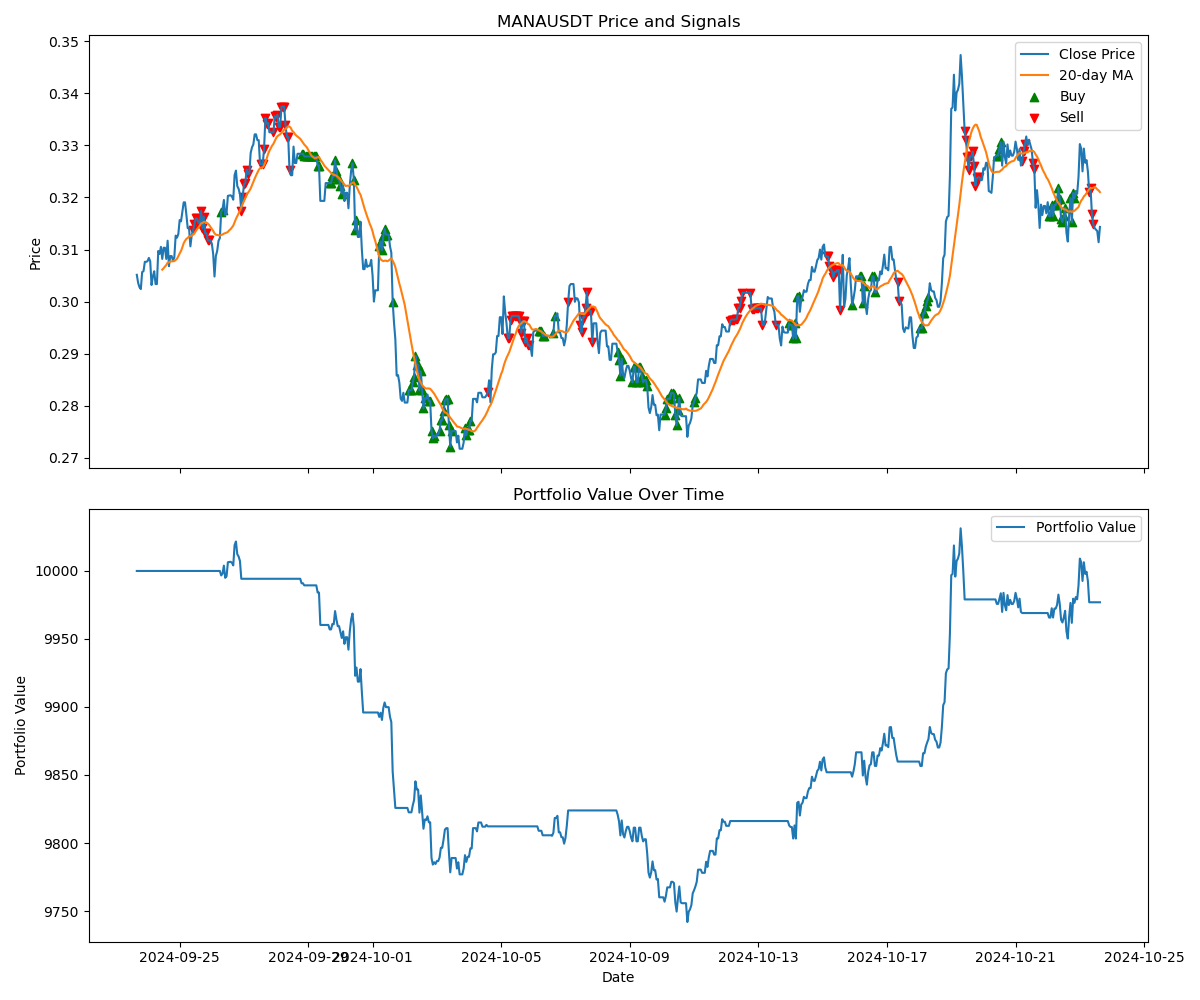 MANAUSDT Price and Signals
0.35
0.34
0.33
0.32
0.31
0.30
0.29
0.28
0.27
Price
Close Price
20-day MA
Buy
Sell
Portfolio Value Over Time
10000
9950
9900
9850
9800
9750
Portfolio Value
Portfolio Value
2024-09-25
2024-09-29
2024-10-01
2024-10-05
2024-10-09
2024-10-13
2024-10-17
2024-10-21
2024-10-25
Date